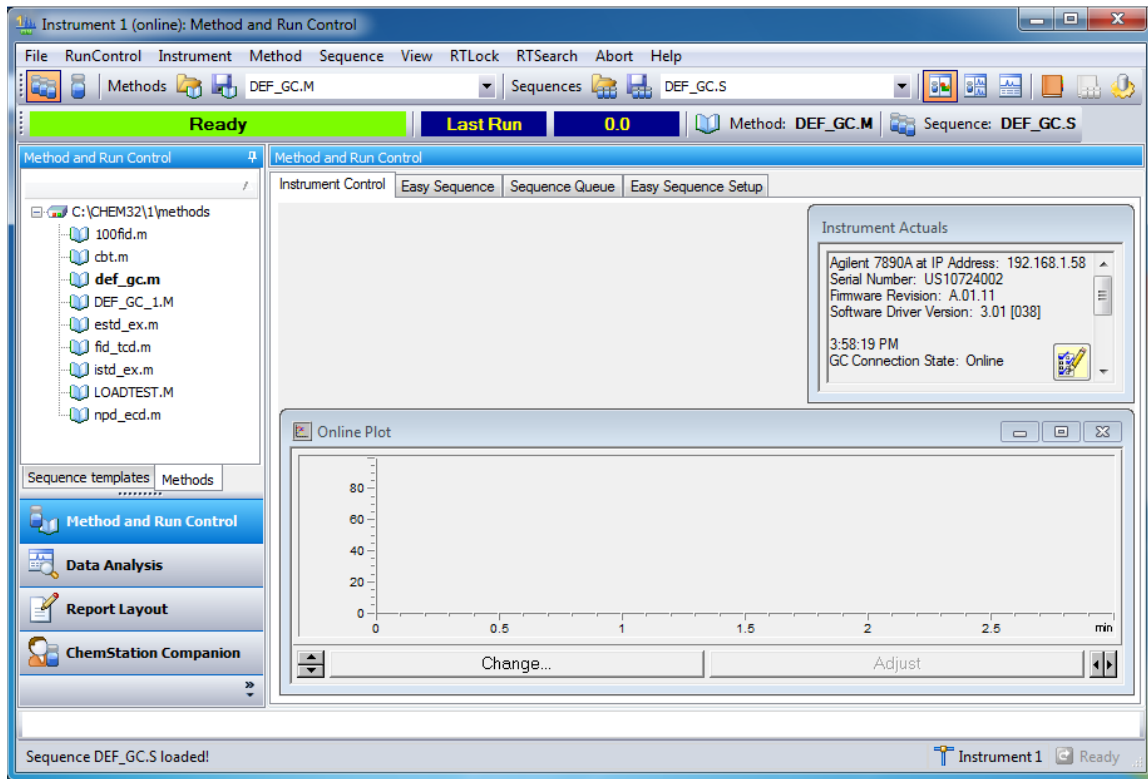 Instrument 1 (online): Method and Run Control
File RunControl Instrument Method Sequence View RTLock RTSearch Abort Help
Methods DEF_GC.M Sequences DEF_GC.S
Ready Last Run 0.0 Method: DEF_GC.M Sequence: DEF_GC.S
Method and Run Control
C:\CHEM32\1\methods
100fid.m
cbt.m
def_gc.m
DEF_GC_1.M
estd_ex.m
fid_tcd.m
istd_ex.m
LOADTEST.M
npd_ecd.m
Sequence templates Methods
Method and Run Control
Data Analysis
Report Layout
ChemStation Companion
Method and Run Control
Instrument Control Easy Sequence Sequence Queue Easy Sequence Setup
Instrument Actuals
Agilent 7890A at IP Address: 192.168.1.58
Serial Number: US10724002
Firmware Revision: A.01.11
Software Driver Version: 3.01 [038]
3:58:19 PM
GC Connection State: Online
Online Plot
80
60
40
20
0
0 0.5 1 1.5 2 2.5 min
Change... Adjust
Sequence DEF_GC.S loaded! Instrument 1 Ready